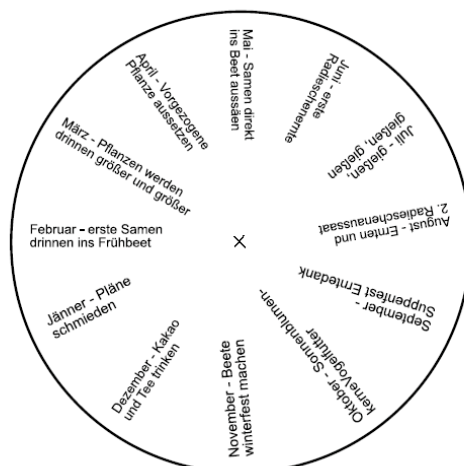 Jänner - Pläne
schmieden
Februar - erste Samen
drinnen ins Frühbeet
März - Pflanzen werden
drinnen größer und größer
April - Vorgezogene
Pflanze aussetzen
Mai - Samen direkt
ins Beet aussäen
Juni - erste
Radieschenernte
Juli - gießen,
gießen, gießen
August - Ernten und
2. Radieschenaussaat
September -
Suppenfest Erntedank
Oktober - Sonnenblumen-
kerne/Vogelfutter
November - Beete
winterfest machen
Dezember - Kakao
und Tee trinken